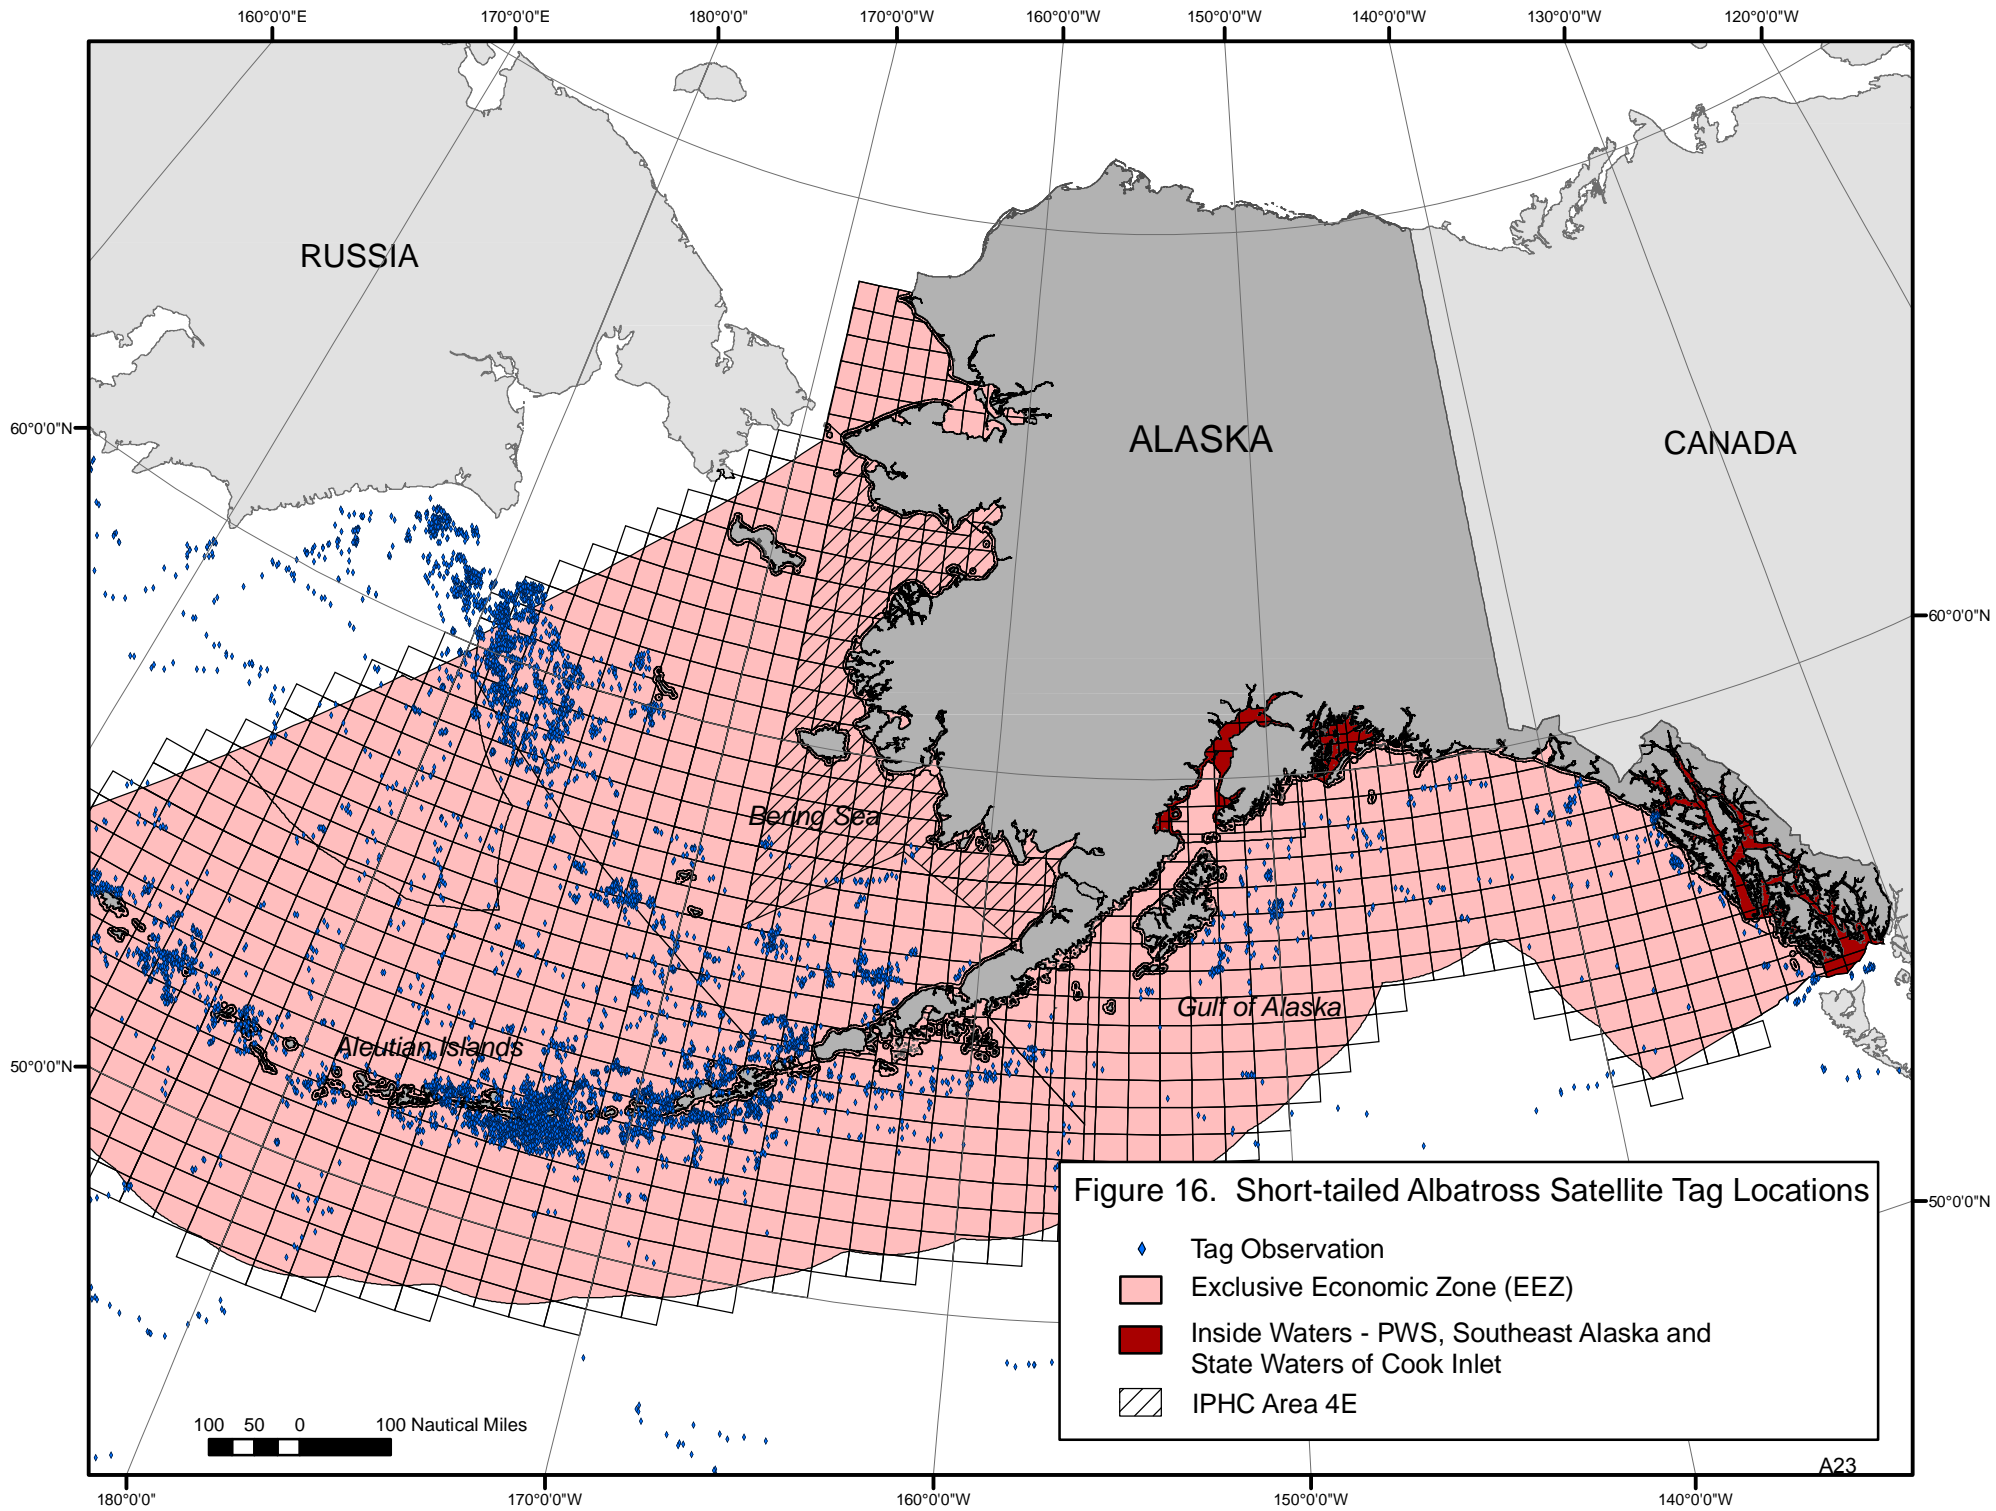 160°0'0"E
170°0'0"E
180°0'0"
170°0'0"W
160°0'0"W
150°0'0"W
140°0'0"W
130°0'0"W
120°0'0"W
RUSSIA
60°0'0"N
ALASKA
CANADA
60°0'0"N
Bering Sea
Gulf of Alaska
Aleutian Islands
50°0'0"N
Figure 16. Short-tailed Albatross Satellite Tag Locations
50°0'0"N
Tag Observation
Exclusive Economic Zone (EEZ)
Inside Waters - PWS, Southeast Alaska and
State Waters of Cook Inlet
IPHC Area 4E
100 50 0 100 Nautical Miles
A23
180°0'0"
170°0'0"W
160°0'0"W
150°0'0"W
140°0'0"W